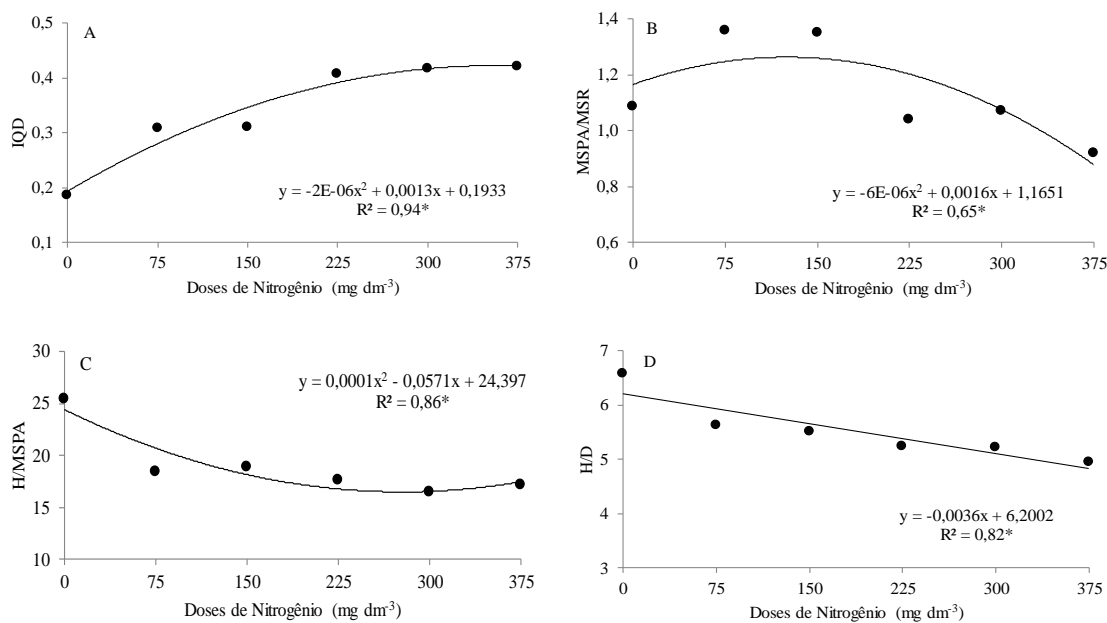 A
IQD
0,5
0,4
0,3
0,2
0,1
y = -2E-06x² + 0,0013x + 0,1933
R² = 0,94*
0 75 150 225 300 375
Doses de Nitrogênio (mg dm⁻³)
B
MSPA/MSR
1,4
1,2
1,0
0,8
0,6
y = -6E-06x² + 0,0016x + 1,1651
R² = 0,65*
0 75 150 225 300 375
Doses de Nitrogênio (mg dm⁻³)
C
H/MSPA
30
25
20
15
10
y = 0,0001x² - 0,0571x + 24,397
R² = 0,86*
0 75 150 225 300 375
Doses de Nitrogênio (mg dm⁻³)
D
H/D
7
6
5
4
3
y = -0,0036x + 6,2002
R² = 0,82*
0 75 150 225 300 375
Doses de Nitrogênio (mg dm⁻³)